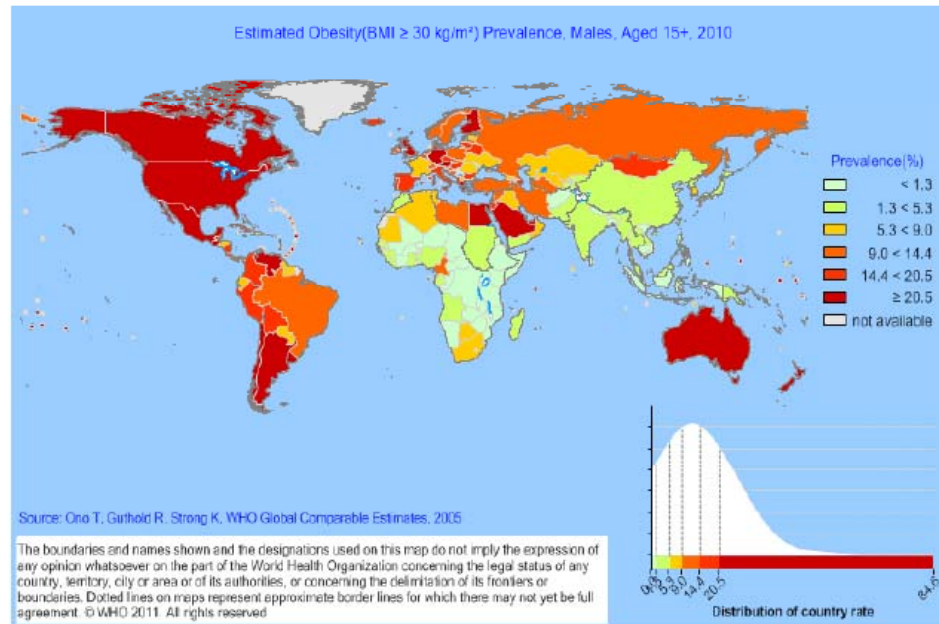 Estimated Obesity(BMI ≥ 30 kg/m²) Prevalence, Males, Aged 15+, 2010
Prevalence(%)
< 1.3
1.3 < 5.3
5.3 < 9.0
9.0 < 14.4
14.4 < 20.5
≥ 20.5
not available
Source: Ono T, Guthold R, Strong K, WHO Global Comparable Estimates, 2005
The boundaries and names shown and the designations used on this map do not imply the expression of
any opinion whatsoever on the part of the World Health Organization concerning the legal status of any
country, territory, city or area or of its authorities, or concerning the delimitation of its frontiers or
boundaries. Dotted lines on maps represent approximate border lines for which there may not yet be full
agreement. © WHO 2011. All rights reserved
9.0
14.4
20.5
84.6
Distribution of country rate